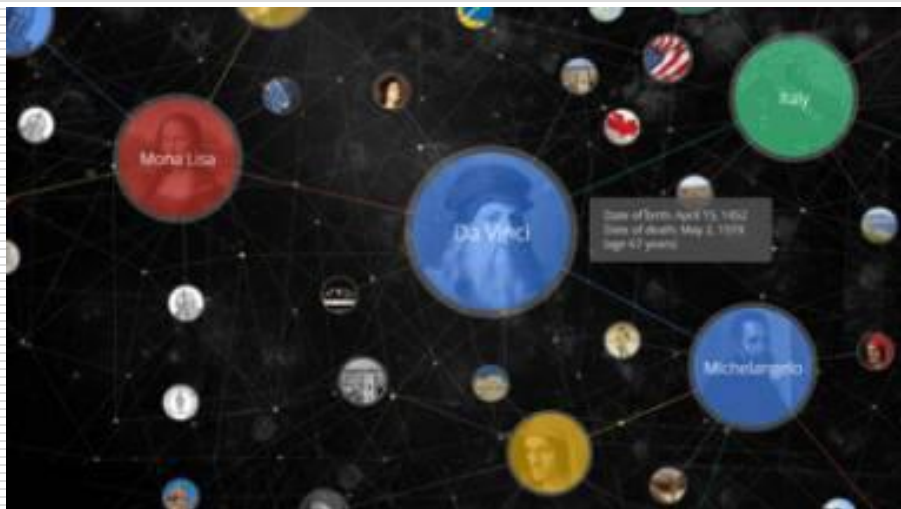 Italy
Mona Lisa
Da Vinci
Date of birth: April 15, 1452
Date of death: May 2, 1519
(age 67 years)
Michelangelo